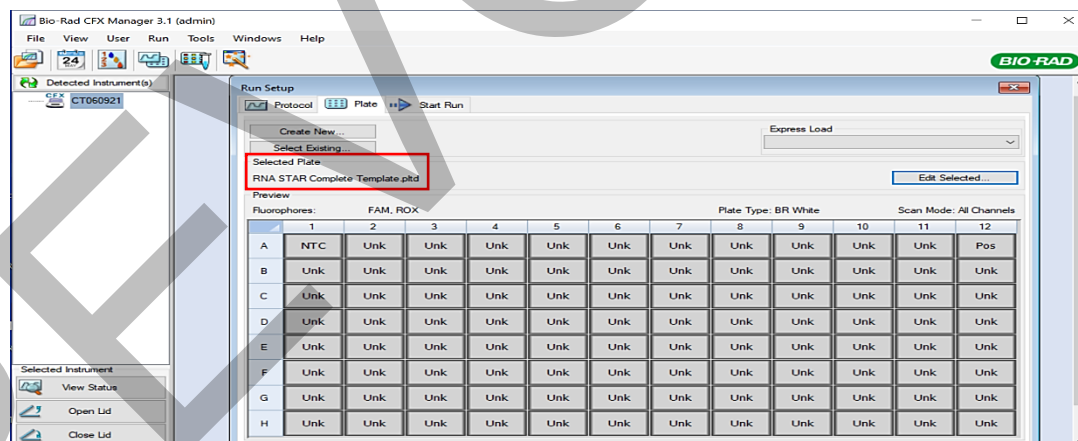 Bio-Rad CFX Manager 3.1 (admin)
File View User Run Tools Windows Help
24
BIO RAD
Detected Instrument(s)
CFX CT060921
Run Setup
Protocol Plate Start Run
Create New...
Express Load
Select Existing...
Selected Plate
RNA STAR Complete Template.pltd
Edit Selected...
Preview
Fluorophores: FAM, ROX Plate Type: BR White Scan Mode: All Channels
1 2 3 4 5 6 7 8 9 10 11 12
A NTC Unk Unk Unk Unk Unk Unk Unk Unk Unk Unk Pos
B Unk Unk Unk Unk Unk Unk Unk Unk Unk Unk Unk Unk
C Unk Unk Unk Unk Unk Unk Unk Unk Unk Unk Unk Unk
D Unk Unk Unk Unk Unk Unk Unk Unk Unk Unk Unk Unk
E Unk Unk Unk Unk Unk Unk Unk Unk Unk Unk Unk Unk
F Unk Unk Unk Unk Unk Unk Unk Unk Unk Unk Unk Unk
G Unk Unk Unk Unk Unk Unk Unk Unk Unk Unk Unk Unk
H Unk Unk Unk Unk Unk Unk Unk Unk Unk Unk Unk Unk
Selected Instrument
View Status
Open Lid
Close Lid